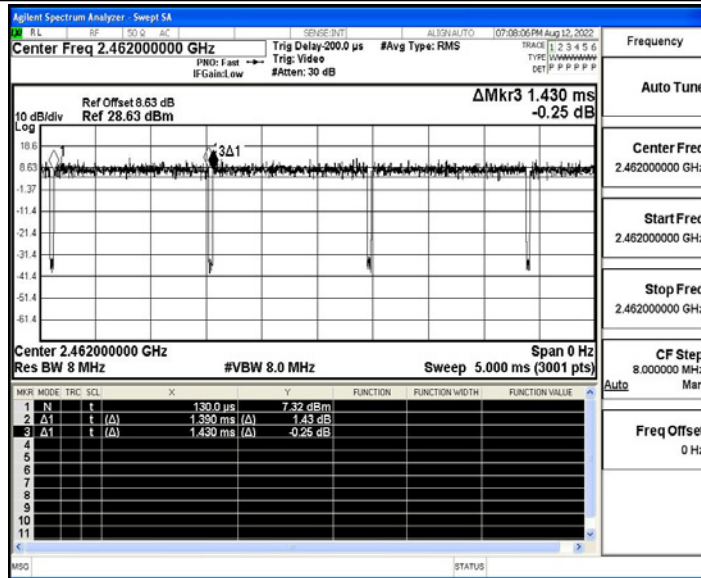 Agilent Spectrum Analyzer - Swept SA
RL RF 50 Ω AC SENSE:INT ALIGNAUTO 07:08:06 PM Aug 12, 2022
Center Freq 2.462000000 GHz
PNO: Fast
IFGain:Low
Trig Delay-200.0 µs
Trig: Video
#Atten: 30 dB
#Avg Type: RMS
TRACE 1 2 3 4 5 6
TYPE
DET P P P P P P
Ref Offset 8.63 dB
10 dB/div Ref 28.63 dBm
ΔMkr3 1.430 ms
-0.25 dB
Log
18.6
8.63
-1.37
-11.4
-21.4
-31.4
-41.4
-51.4
-61.4
1
3Δ1
Center 2.462000000 GHz Span 0 Hz
Res BW 8 MHz #VBW 8.0 MHz Sweep 5.000 ms (3001 pts)
MKR MODE TRC SCL X Y FUNCTION FUNCTION WIDTH FUNCTION VALUE
1 N t 130.0 µs 7.32 dBm
2 Δ1 t (Δ) 1.390 ms (Δ) 1.43 dB
3 Δ1 t (Δ) 1.430 ms (Δ) -0.25 dB
4
5
6
7
8
9
10
11
MSG STATUS
Frequency
Auto Tune
Center Freq
2.462000000 GHz
Start Freq
2.462000000 GHz
Stop Freq
2.462000000 GHz
CF Step
8.000000 MHz
Auto Man
Freq Offset
0 Hz